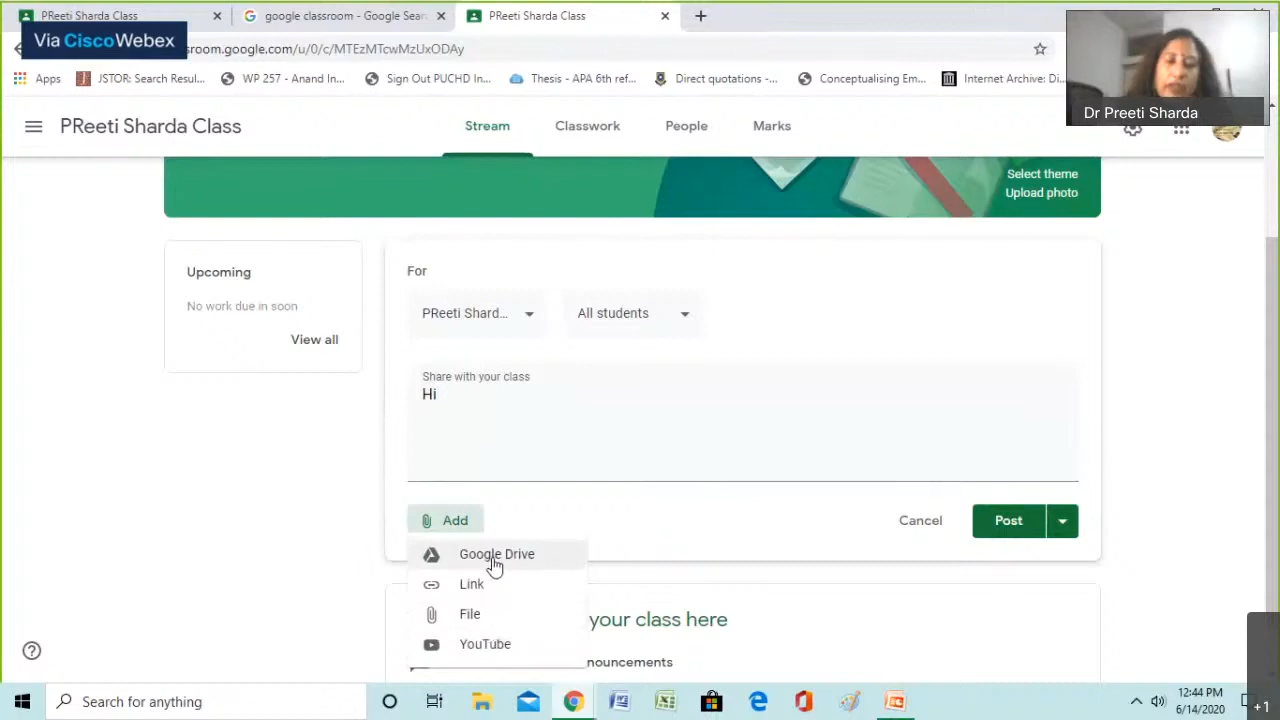 PReeti Sharda Class
google classroom - Google Sear
PReeti Sharda Class
Via CiscoWebex
sroom.google.com/u/0/c/MTEzMTcwMzUxODAy
Apps
JSTOR: Search Resul...
WP 257 - Anand In...
Sign Out PUCHD In...
Thesis - APA 6th ref...
Direct quotations -...
Conceptualising Em...
Internet Archive: Di
Dr Preeti Sharda
PReeti Sharda Class
Stream
Classwork
People
Marks
Select theme
Upload photo
Upcoming
No work due in soon
View all
For
PReeti Shard...
All students
Share with your class
Hi
Add
Cancel
Post
Google Drive
Link
File
YouTube
your class here
nouncements
Search for anything
12:44 PM
6/14/2020
+1